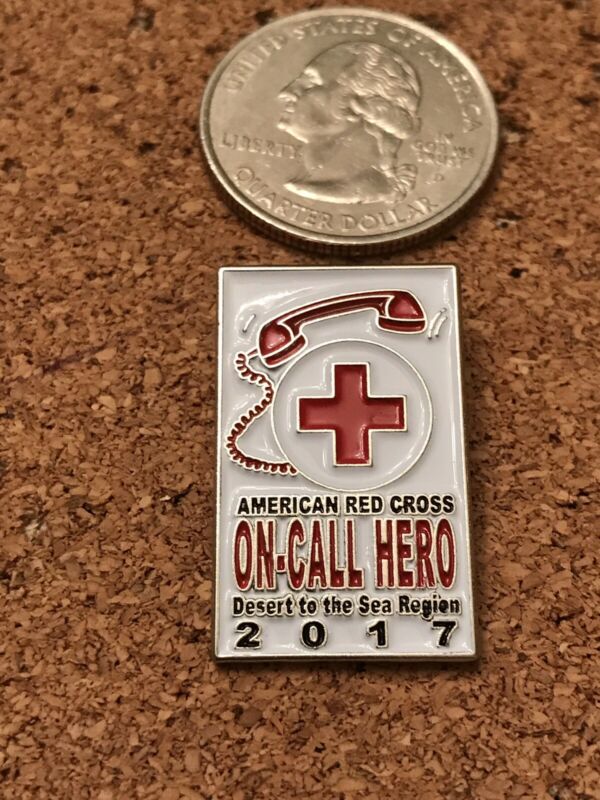 UNITED STATES OF AMERICA
LIBERTY
IN
GOD WE
TRUST
D
QUARTER DOLLAR
AMERICAN RED CROSS
ON-CALL HERO
Desert to the Sea Region
2017